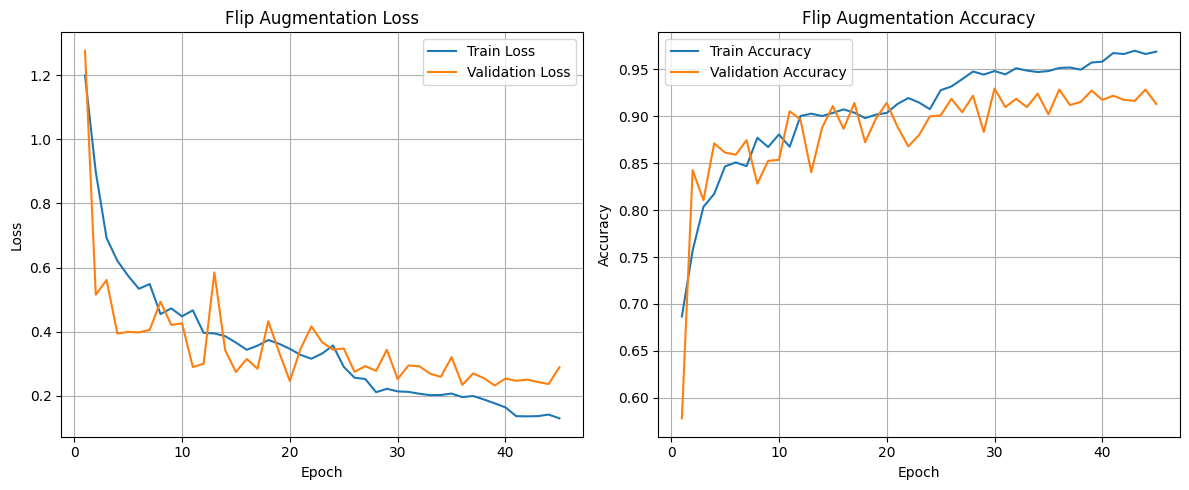 Flip Augmentation Loss
Train Loss
Validation Loss
1.2
1.0
0.8
0.6
0.4
0.2
Loss
0
10
20
30
40
Epoch
Flip Augmentation Accuracy
Train Accuracy
Validation Accuracy
0.95
0.90
0.85
0.80
0.75
0.70
0.65
0.60
Accuracy
0
10
20
30
40
Epoch